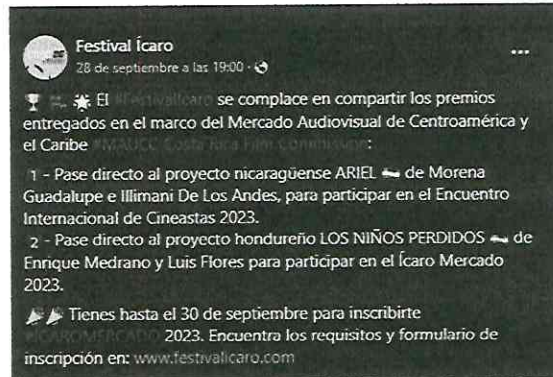 Festival Ícaro
28 de septiembre a las 19:00 ·
El #FestivalIcaro se complace en compartir los premios
entregados en el marco del Mercado Audiovisual de Centroamérica y
el Caribe #MAUCC Costa Rica Film Commission:
1 - Pase directo al proyecto nicaragüense ARIEL de Morena
Guadalupe e Illimani De Los Andes, para participar en el Encuentro
Internacional de Cineastas 2023.
2 - Pase directo al proyecto hondureño LOS NIÑOS PERDIDOS de
Enrique Medrano y Luis Flores para participar en el Ícaro Mercado
2023.
Tienes hasta el 30 de septiembre para inscribirte
#ICAROMERCADO 2023. Encuentra los requisitos y formulario de
inscripción en: www.festivalicaro.com